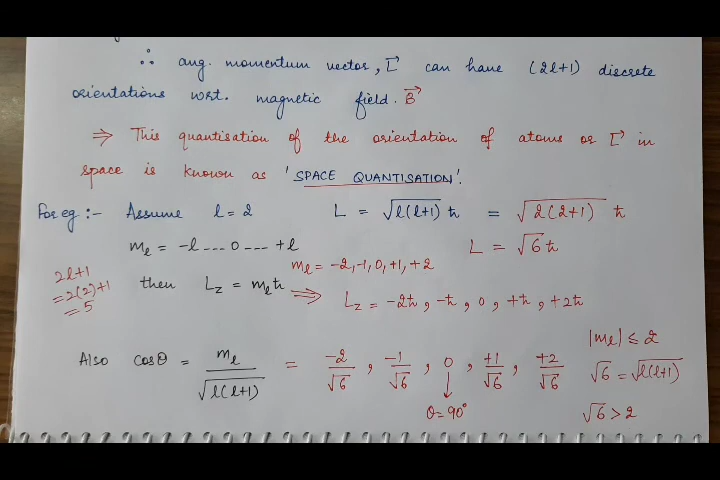 ∴ ang. momentum vector, L⃗ can have (2l+1) discrete
orientations wrt. magnetic field. B⃗
⇒ This quantisation of the orientation of atoms or L⃗ in
space is known as 'SPACE QUANTISATION'.
For eg :- Assume l = 2 L = √l(l+1) ħ = √2(2+1) ħ
mₗ = -l --- 0 --- +l L = √6 ħ
2l+1
= 2(2)+1
= 5
mₗ = -2, -1, 0, +1, +2
then L_z = mₗħ ⇒ L_z = -2ħ, -ħ, 0, +ħ, +2ħ
Also cosθ = mₗ/√l(l+1) = -2/√6, -1/√6, 0, +1/√6, +2/√6
↓
θ = 90°
|mₗ| ≤ 2
√6 = √l(l+1)
√6 > 2